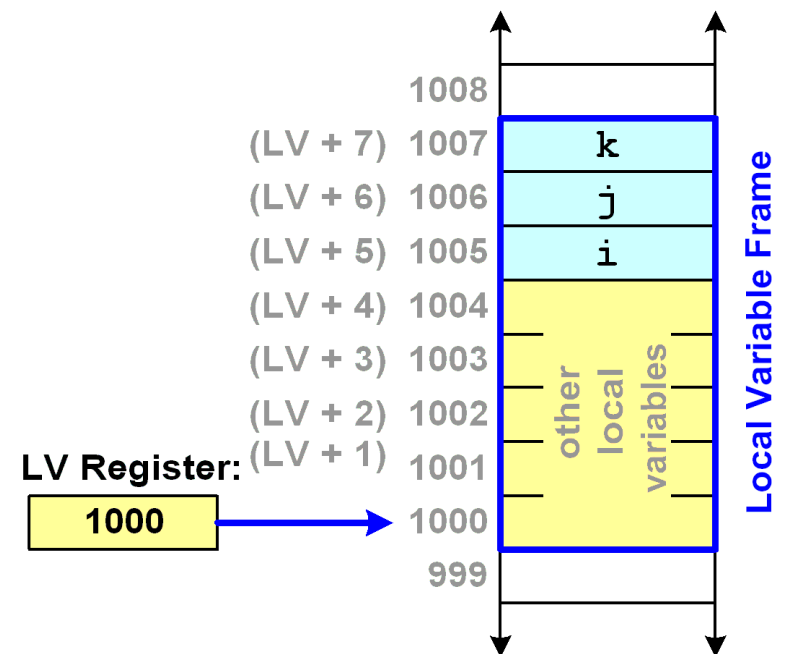 1008
(LV + 7) 1007 k
(LV + 6) 1006 j
(LV + 5) 1005 i
(LV + 4) 1004
(LV + 3) 1003
(LV + 2) 1002
(LV + 1) 1001
LV Register:
1000
1000
999
other
local
variables
Local Variable Frame